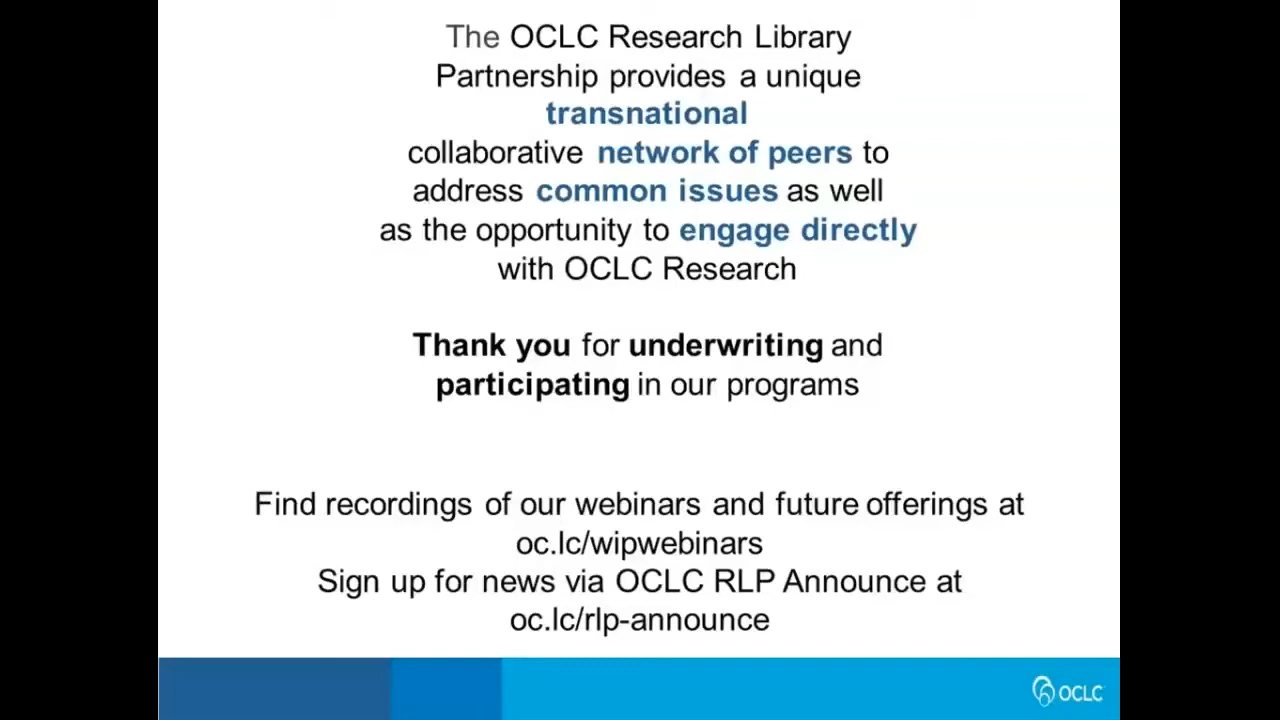 The OCLC Research Library
Partnership provides a unique
transnational
collaborative network of peers to
address common issues as well
as the opportunity to engage directly
with OCLC Research
Thank you for underwriting and
participating in our programs
Find recordings of our webinars and future offerings at
oc.lc/wipwebinars
Sign up for news via OCLC RLP Announce at
oc.lc/rlp-announce
OCLC